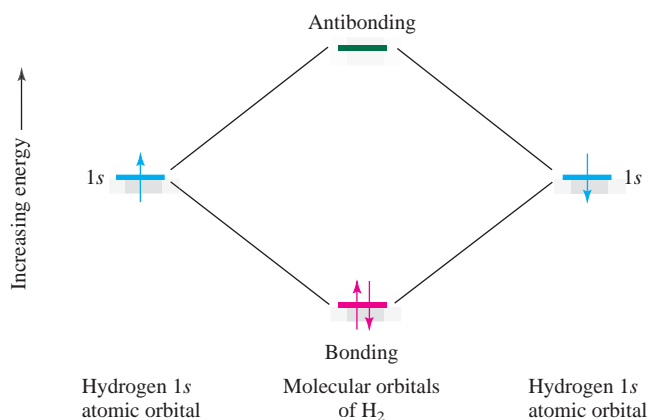 Antibonding
Increasing energy
1s
1s
Bonding
Hydrogen 1s
atomic orbital
Molecular orbitals
of H₂
Hydrogen 1s
atomic orbital